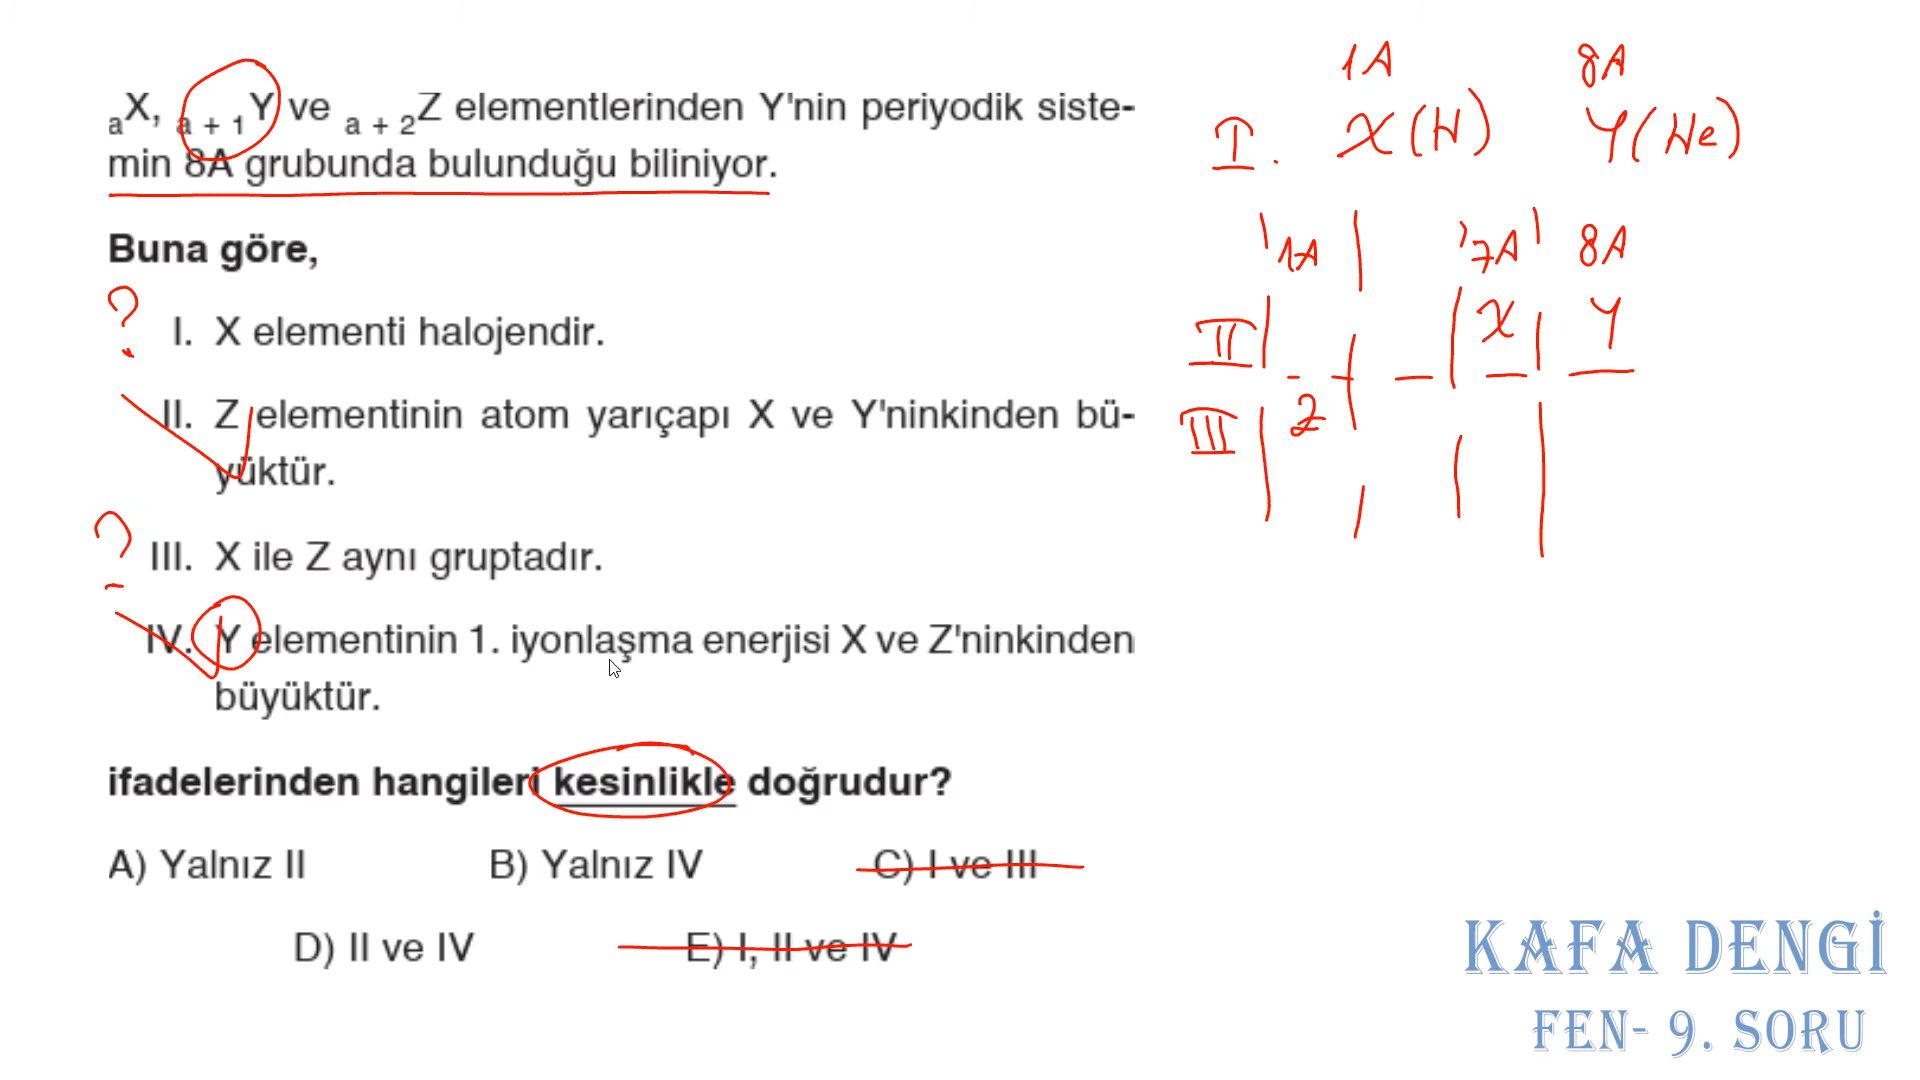 aX, a + 1Y ve a + 2Z elementlerinden Y'nin periyodik siste-
min 8A grubunda bulunduğu biliniyor.
Buna göre,
?
I. X elementi halojendir.
II. Z elementinin atom yarıçapı X ve Y'ninkinden bü-
yüktür.
?
III. X ile Z aynı gruptadır.
IV. Y elementinin 1. iyonlaşma enerjisi X ve Z'ninkinden
büyüktür.
ifadelerinden hangileri kesinlikle doğrudur?
A) Yalnız II B) Yalnız IV C) I ve III
D) II ve IV E) I, II ve IV
1A 8A
I. X (H) Y (He)
1A 7A 8A
II X Y
III Z
KAFA DENGİ
FEN- 9. SORU